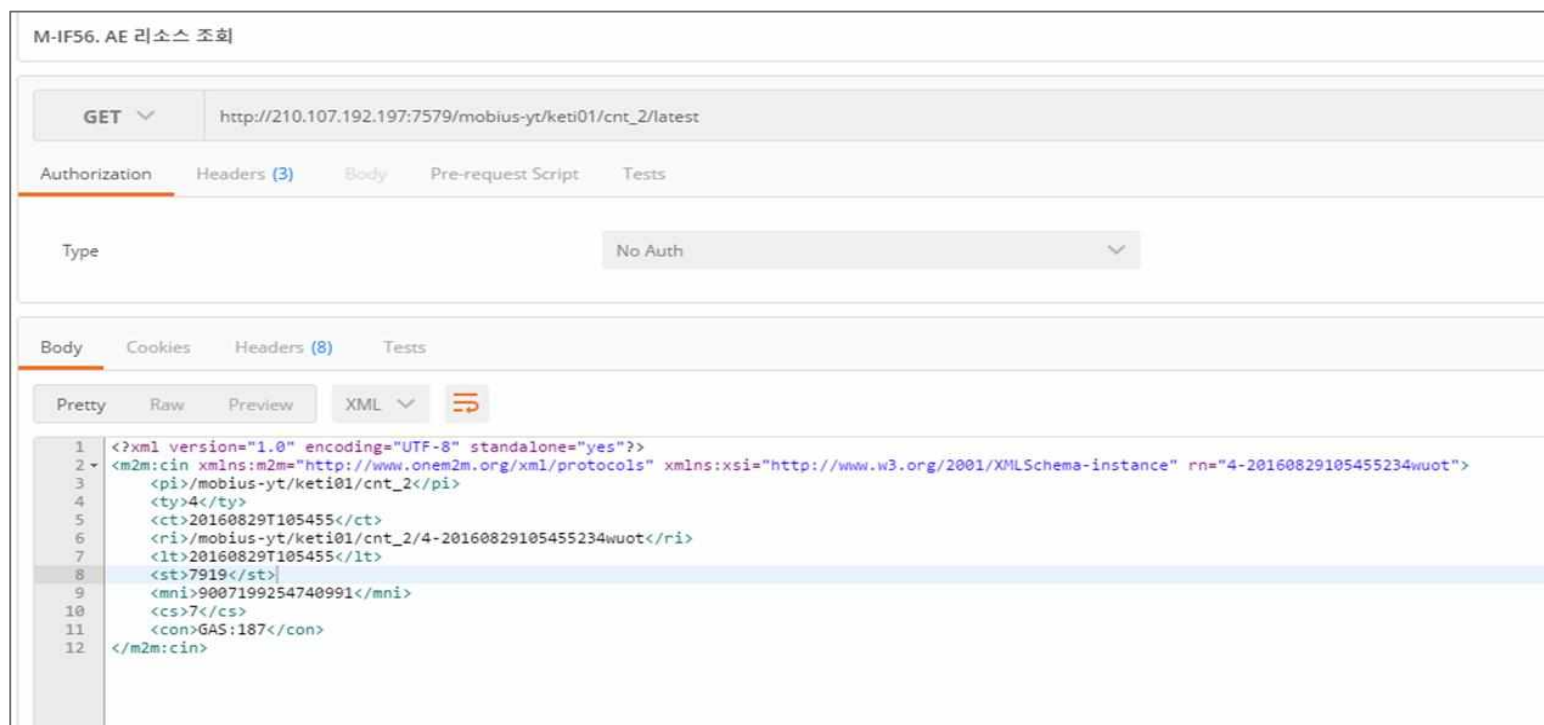 M-IF56. AE 리소스 조회
GET http://210.107.192.197:7579/mobius-yt/keti01/cnt_2/latest
Authorization Headers (3) Body Pre-request Script Tests
Type No Auth
Body Cookies Headers (8) Tests
Pretty Raw Preview XML
1 <?xml version="1.0" encoding="UTF-8" standalone="yes"?>
2 <m2m:cin xmlns:m2m="http://www.onem2m.org/xml/protocols" xmlns:xsi="http://www.w3.org/2001/XMLSchema-instance" rn="4-20160829105455234wuot">
3 <pi>/mobius-yt/keti01/cnt_2</pi>
4 <ty>4</ty>
5 <ct>20160829T105455</ct>
6 <ri>/mobius-yt/keti01/cnt_2/4-20160829105455234wuot</ri>
7 <lt>20160829T105455</lt>
8 <st>7919</st>
9 <mni>9007199254740991</mni>
10 <cs>7</cs>
11 <con>GAS:187</con>
12 </m2m:cin>